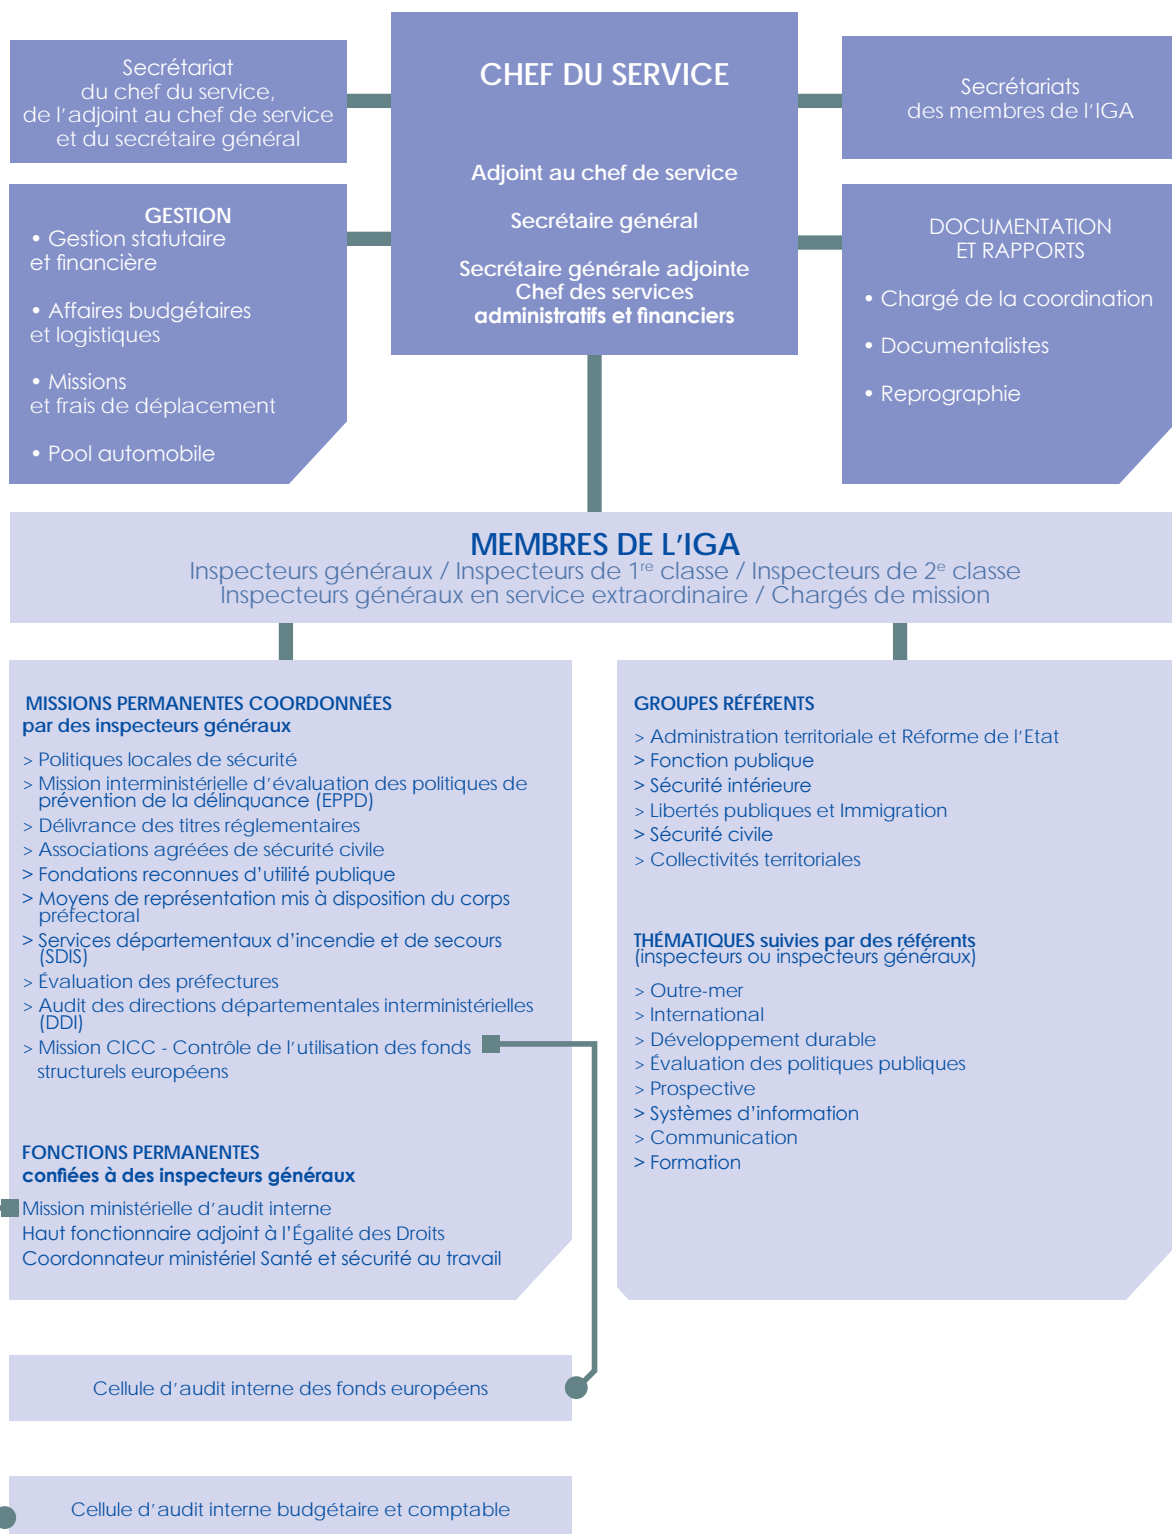 Secrétariat
du chef du service,
de l'adjoint au chef de service
et du secrétaire général
CHEF DU SERVICE
Adjoint au chef de service
Secrétaire général
Secrétaire générale adjointe
Chef des services
administratifs et financiers
Secrétariats
des membres de l'IGA
GESTION
• Gestion statutaire
et financière
• Affaires budgétaires
et logistiques
• Missions
et frais de déplacement
• Pool automobile
DOCUMENTATION
ET RAPPORTS
• Chargé de la coordination
• Documentalistes
• Reprographie
MEMBRES DE L'IGA
Inspecteurs généraux / Inspecteurs de 1re classe / Inspecteurs de 2e classe
Inspecteurs généraux en service extraordinaire / Chargés de mission
MISSIONS PERMANENTES COORDONNÉES
par des inspecteurs généraux
> Politiques locales de sécurité
> Mission interministérielle d'évaluation des politiques de
prévention de la délinquance (EPPD)
> Délivrance des titres réglementaires
> Associations agréées de sécurité civile
> Fondations reconnues d'utilité publique
> Moyens de représentation mis à disposition du corps
préfectoral
> Services départementaux d'incendie et de secours
(SDIS)
> Évaluation des préfectures
> Audit des directions départementales interministérielles
(DDI)
> Mission CICC - Contrôle de l'utilisation des fonds
structurels européens
FONCTIONS PERMANENTES
confiées à des inspecteurs généraux
Mission ministérielle d'audit interne
Haut fonctionnaire adjoint à l'Égalité des Droits
Coordonnateur ministériel Santé et sécurité au travail
GROUPES RÉFÉRENTS
> Administration territoriale et Réforme de l'Etat
> Fonction publique
> Sécurité intérieure
> Libertés publiques et Immigration
> Sécurité civile
> Collectivités territoriales
THÉMATIQUES suivies par des référents
(inspecteurs ou inspecteurs généraux)
> Outre-mer
> International
> Développement durable
> Évaluation des politiques publiques
> Prospective
> Systèmes d'information
> Communication
> Formation
Cellule d'audit interne des fonds européens
Cellule d'audit interne budgétaire et comptable